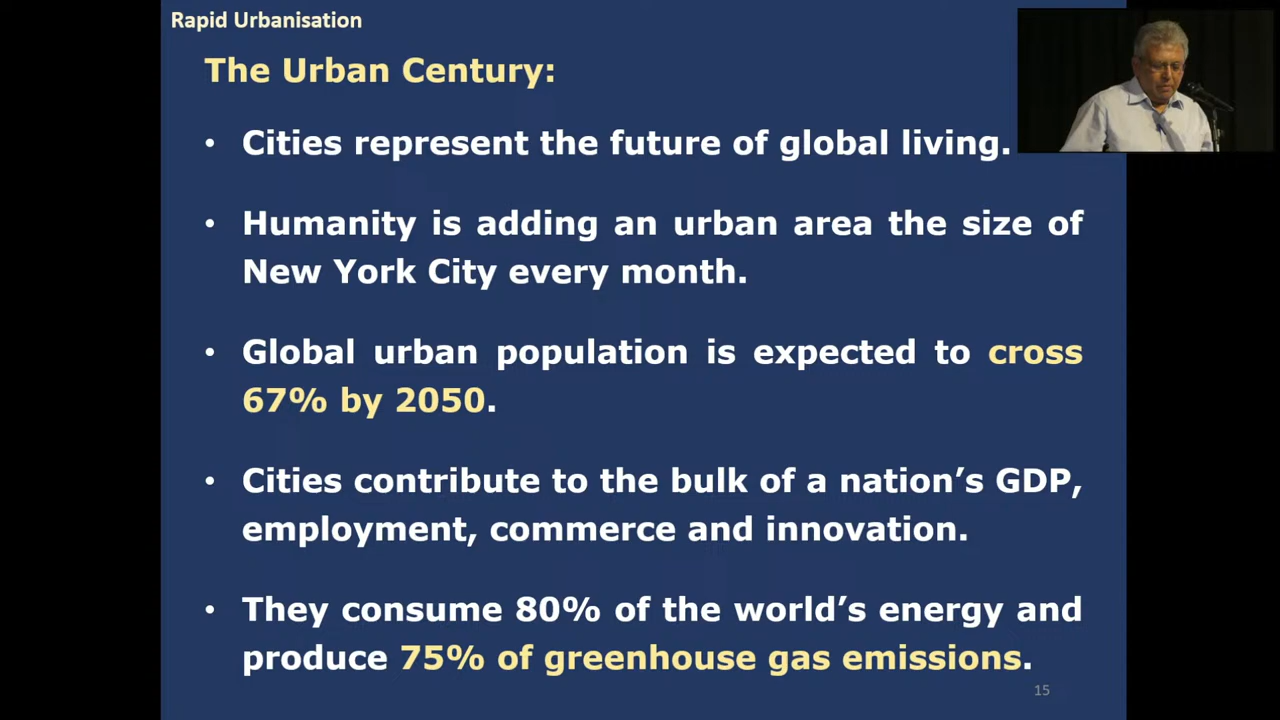 Rapid Urbanisation
The Urban Century:
• Cities represent the future of global living.
• Humanity is adding an urban area the size of
New York City every month.
• Global urban population is expected to cross
67% by 2050.
• Cities contribute to the bulk of a nation’s GDP,
employment, commerce and innovation.
• They consume 80% of the world’s energy and
produce 75% of greenhouse gas emissions.
15